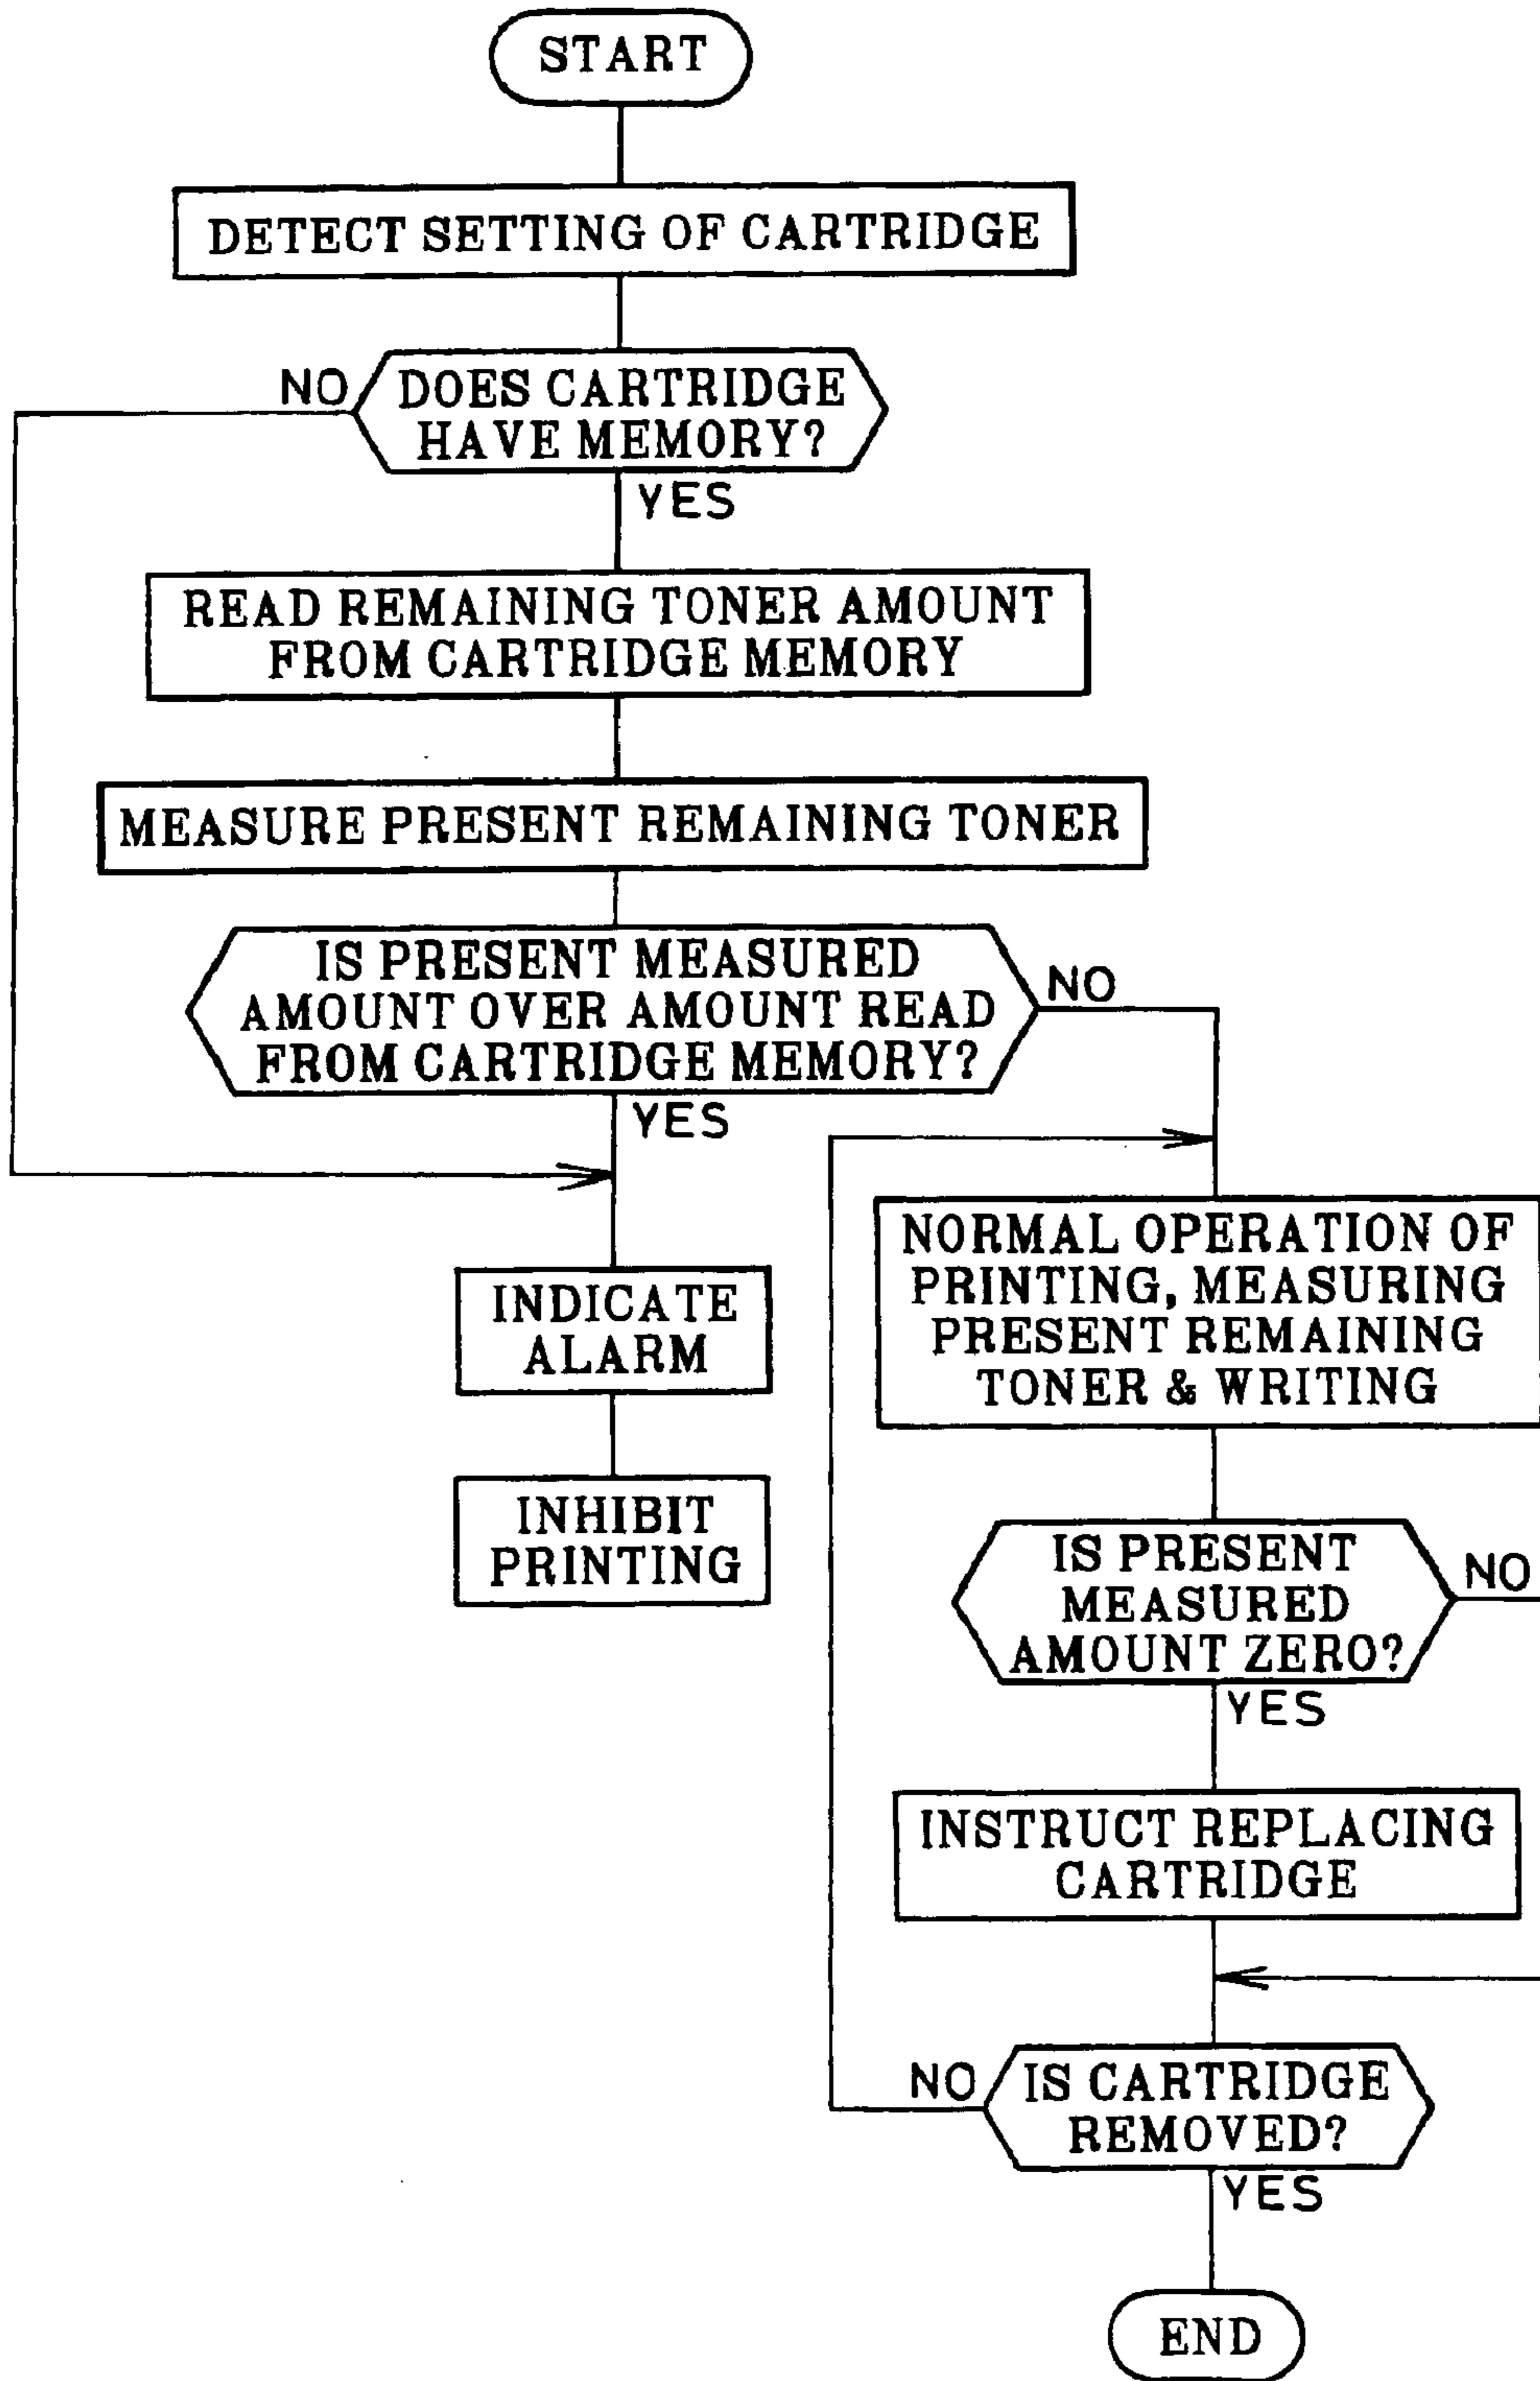 START
DETECT SETTING OF CARTRIDGE
NO
DOES CARTRIDGE
HAVE MEMORY?
YES
READ REMAINING TONER AMOUNT
FROM CARTRIDGE MEMORY
MEASURE PRESENT REMAINING TONER
IS PRESENT MEASURED
AMOUNT OVER AMOUNT READ
FROM CARTRIDGE MEMORY?
NO
YES
INDICATE
ALARM
INHIBIT
PRINTING
NORMAL OPERATION OF
PRINTING, MEASURING
PRESENT REMAINING
TONER & WRITING
IS PRESENT
MEASURED
AMOUNT ZERO?
NO
YES
INSTRUCT REPLACING
CARTRIDGE
NO
IS CARTRIDGE
REMOVED?
YES
END